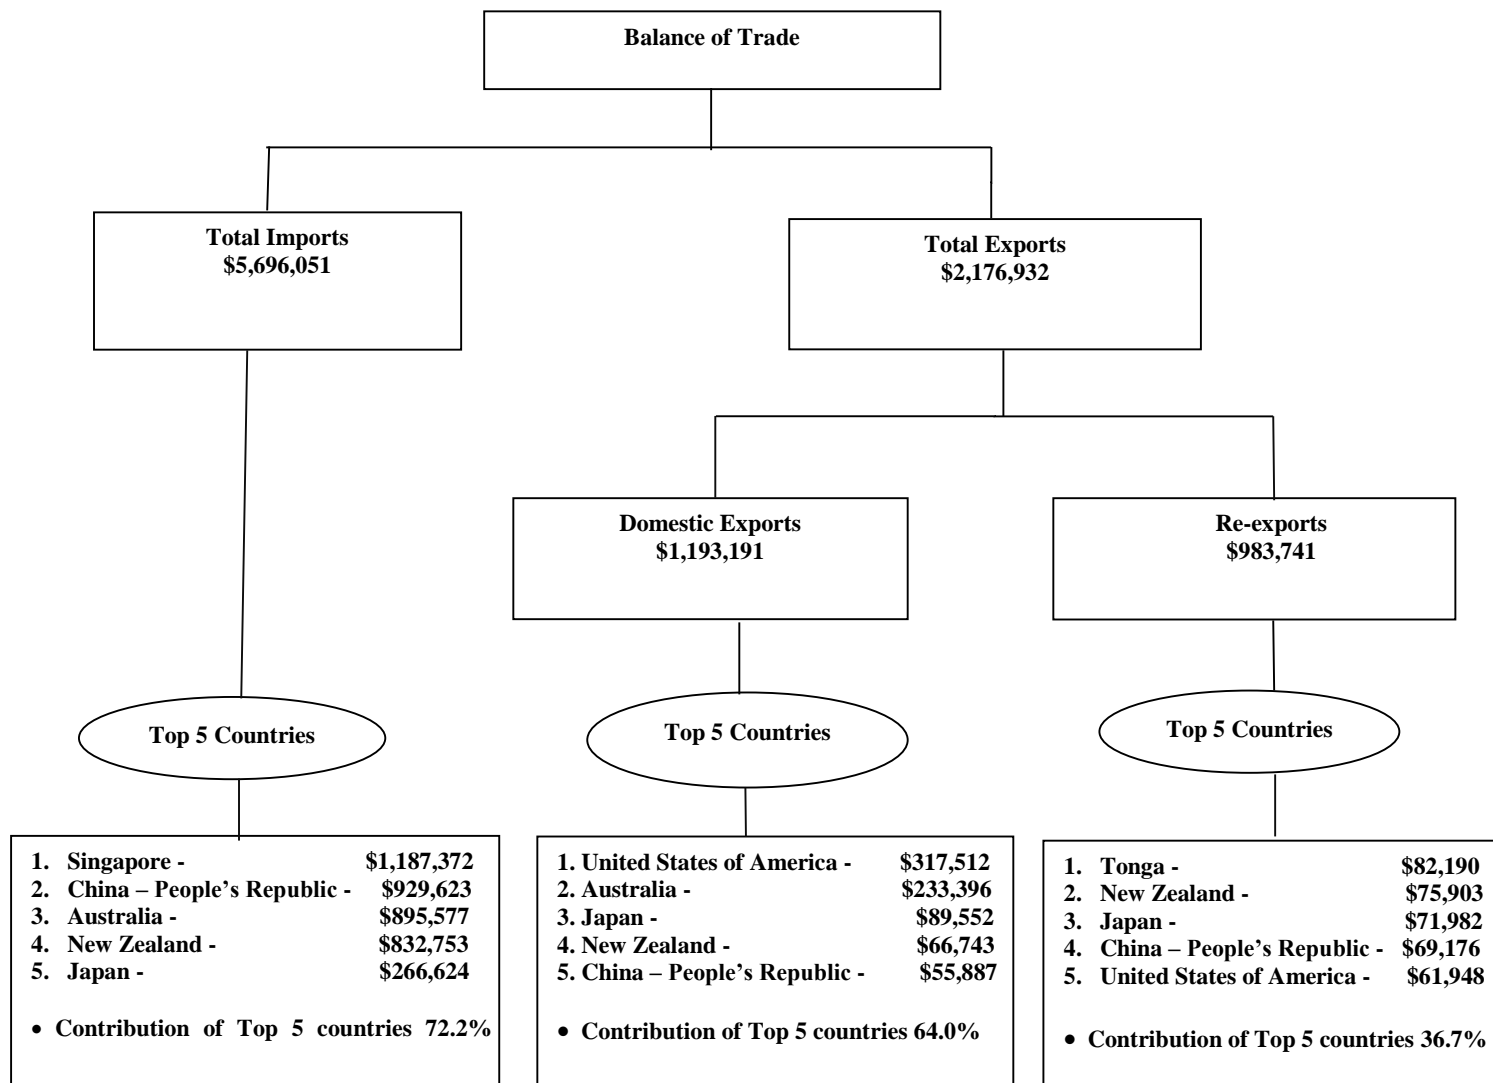 Balance of Trade
Total Imports
$5,696,051
Total Exports
$2,176,932
Domestic Exports
$1,193,191
Re-exports
$983,741
Top 5 Countries
Top 5 Countries
Top 5 Countries
1. Singapore - $1,187,372
2. China – People's Republic - $929,623
3. Australia - $895,577
4. New Zealand - $832,753
5. Japan - $266,624
• Contribution of Top 5 countries 72.2%
1. United States of America - $317,512
2. Australia - $233,396
3. Japan - $89,552
4. New Zealand - $66,743
5. China – People's Republic - $55,887
• Contribution of Top 5 countries 64.0%
1. Tonga - $82,190
2. New Zealand - $75,903
3. Japan - $71,982
4. China – People's Republic - $69,176
5. United States of America - $61,948
• Contribution of Top 5 countries 36.7%